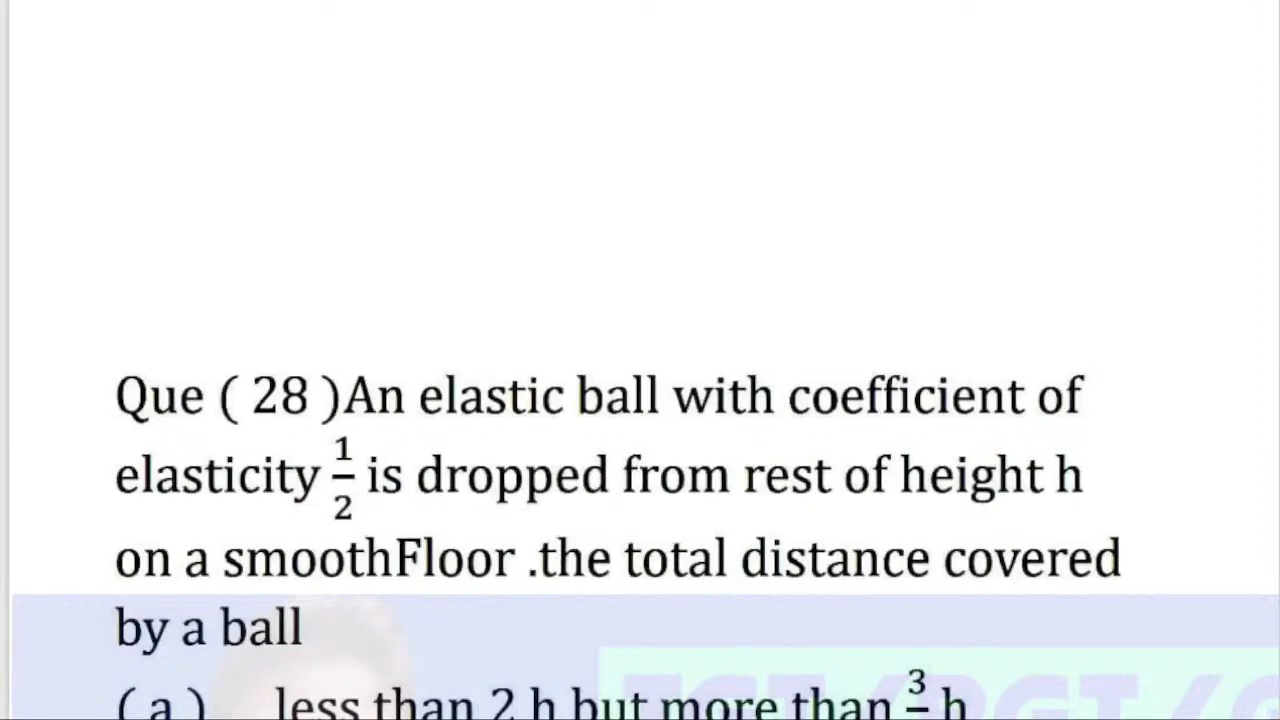 Que ( 28 )An elastic ball with coefficient of
elasticity 1/2 is dropped from rest of height h
on a smoothFloor .the total distance covered
by a ball
( a ) less than 2 h but more than 3 h